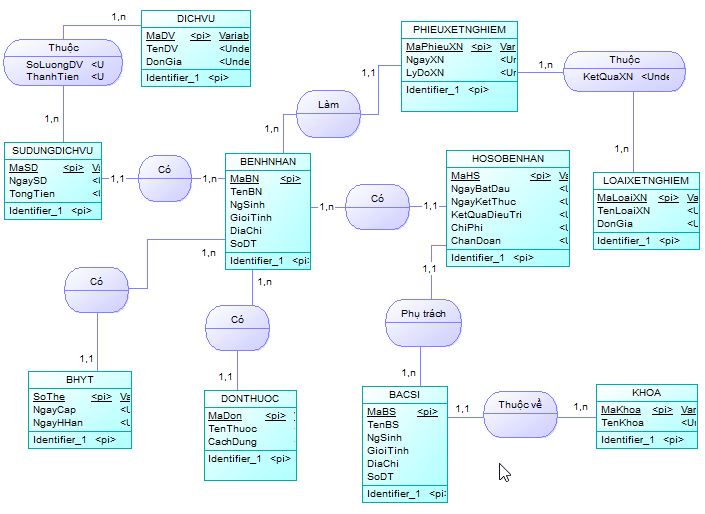 DICHVU
MaDV <pi> Variab
TenDV <Unde
DonGia <Unde
Identifier_1 <pi>
1,n
Thuộc
SoLuongDV <U
ThanhTien <U
1,n
PHIEUXETNGHIEM
MaPhieuXN <pi> Var
NgayXN <Un
LyDoXN <Un
Identifier_1 <pi>
1,n
Thuộc
KetQuaXN <Unde
1,n
1,1
Làm
1,n
SUDUNGDICHVU
MaSD <pi> Va
NgaySD
TongTien
Identifier_1 <pi>
1,1
Có
1,n
BENHNHAN
MaBN <pi>
TenBN
NgSinh
GioiTinh
DiaChi
SoDT
Identifier_1 <pi>
1,n
Có
1,1
HOSOBENHAN
MaHS <pi> Va
NgayBatDau <U
NgayKetThuc <U
KetQuaDieuTri <U
ChiPhi <U
ChanDoan <U
Identifier_1 <pi>
LOAIXETNGHIEM
MaLoaiXN <pi> Va
TenLoaiXN <U
DonGia <U
Identifier_1 <pi>
1,n
Có
1,1
1,n
Có
1,1
1,1
Phụ trách
1,n
BHYT
SoThe <pi> Va
NgayCap <U
NgayHHan <U
Identifier_1 <pi>
DONTHUOC
MaDon <pi>
TenThuoc
CachDung
Identifier_1 <pi>
BACSI
MaBS <pi>
TenBS
NgSinh
GioiTinh
DiaChi
SoDT
Identifier_1 <pi>
1,1
Thuộc về
1,n
KHOA
MaKhoa <pi> Var
TenKhoa <Un
Identifier_1 <pi>